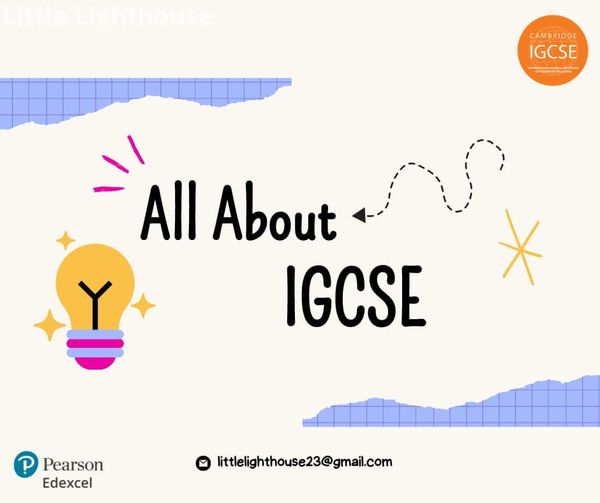 Little Lighthouse
CAMBRIDGE
IGCSE
All About
IGCSE
Pearson
Edexcel
littlelighthouse23@gmail.com